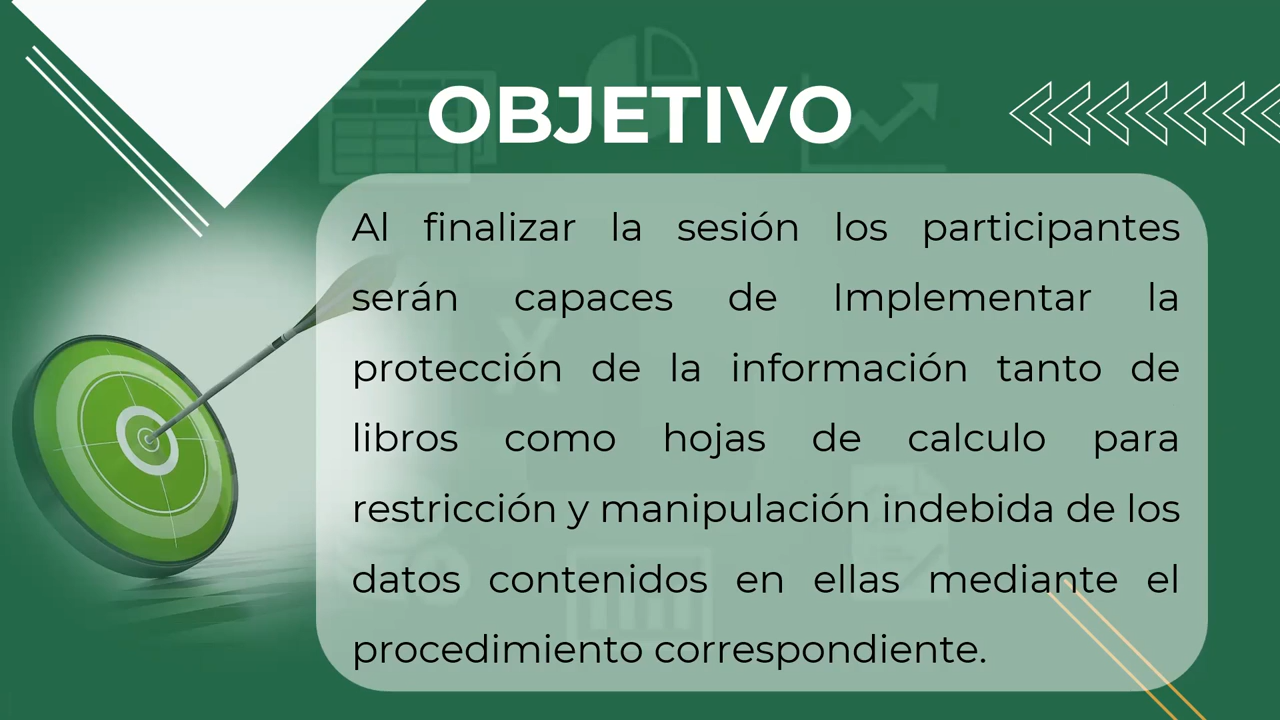 OBJETIVO
Al finalizar la sesión los participantes
serán capaces de Implementar la
protección de la información tanto de
libros como hojas de calculo para
restricción y manipulación indebida de los
datos contenidos en ellas mediante el
procedimiento correspondiente.